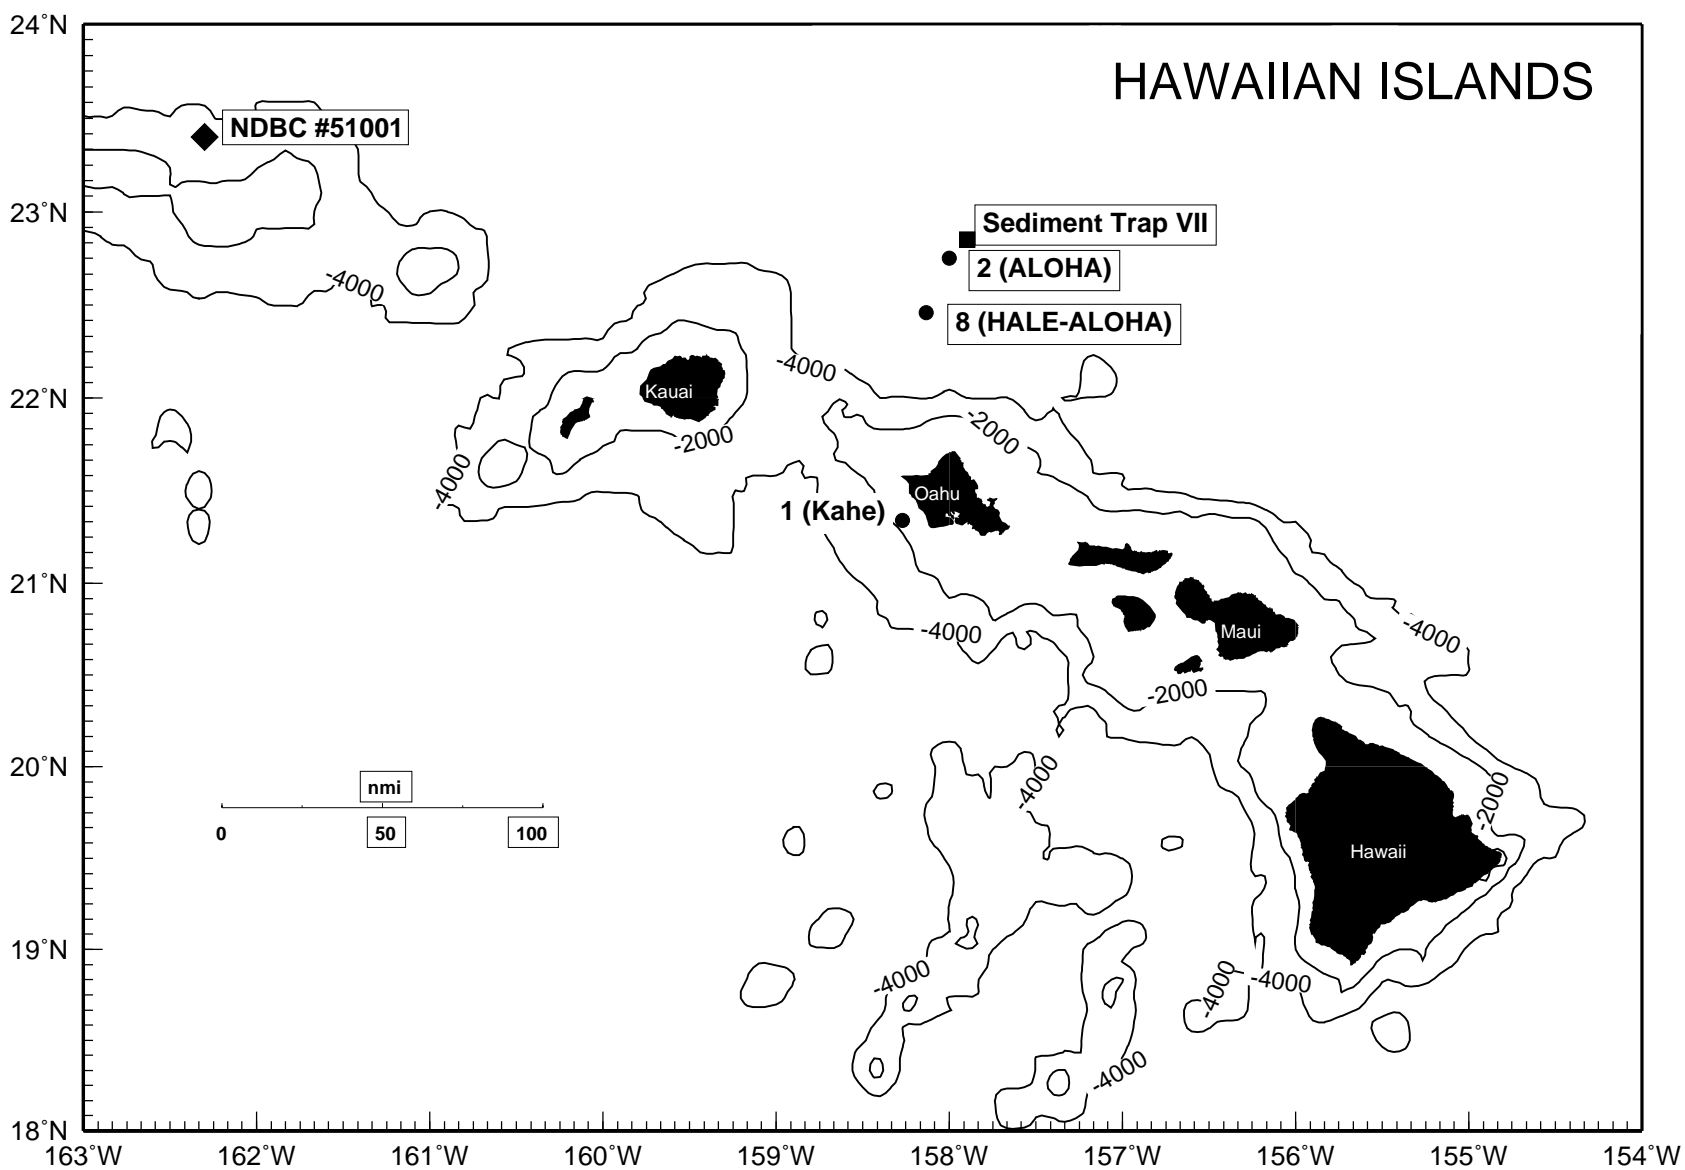 24°N
HAWAIIAN ISLANDS
NDBC #51001
23°N
Sediment Trap VII
2 (ALOHA)
-4000
8 (HALE-ALOHA)
-4000
22°N
Kauai
-2000
-2000
-4000
Oahu
1 (Kahe)
21°N
-4000
Maui
-4000
-2000
20°N
-4000
nmi
-2000
0
50
100
Hawaii
19°N
-4000
-4000
-4000
-4000
18°N
163°W
162°W
161°W
160°W
159°W
158°W
157°W
156°W
155°W
154°W